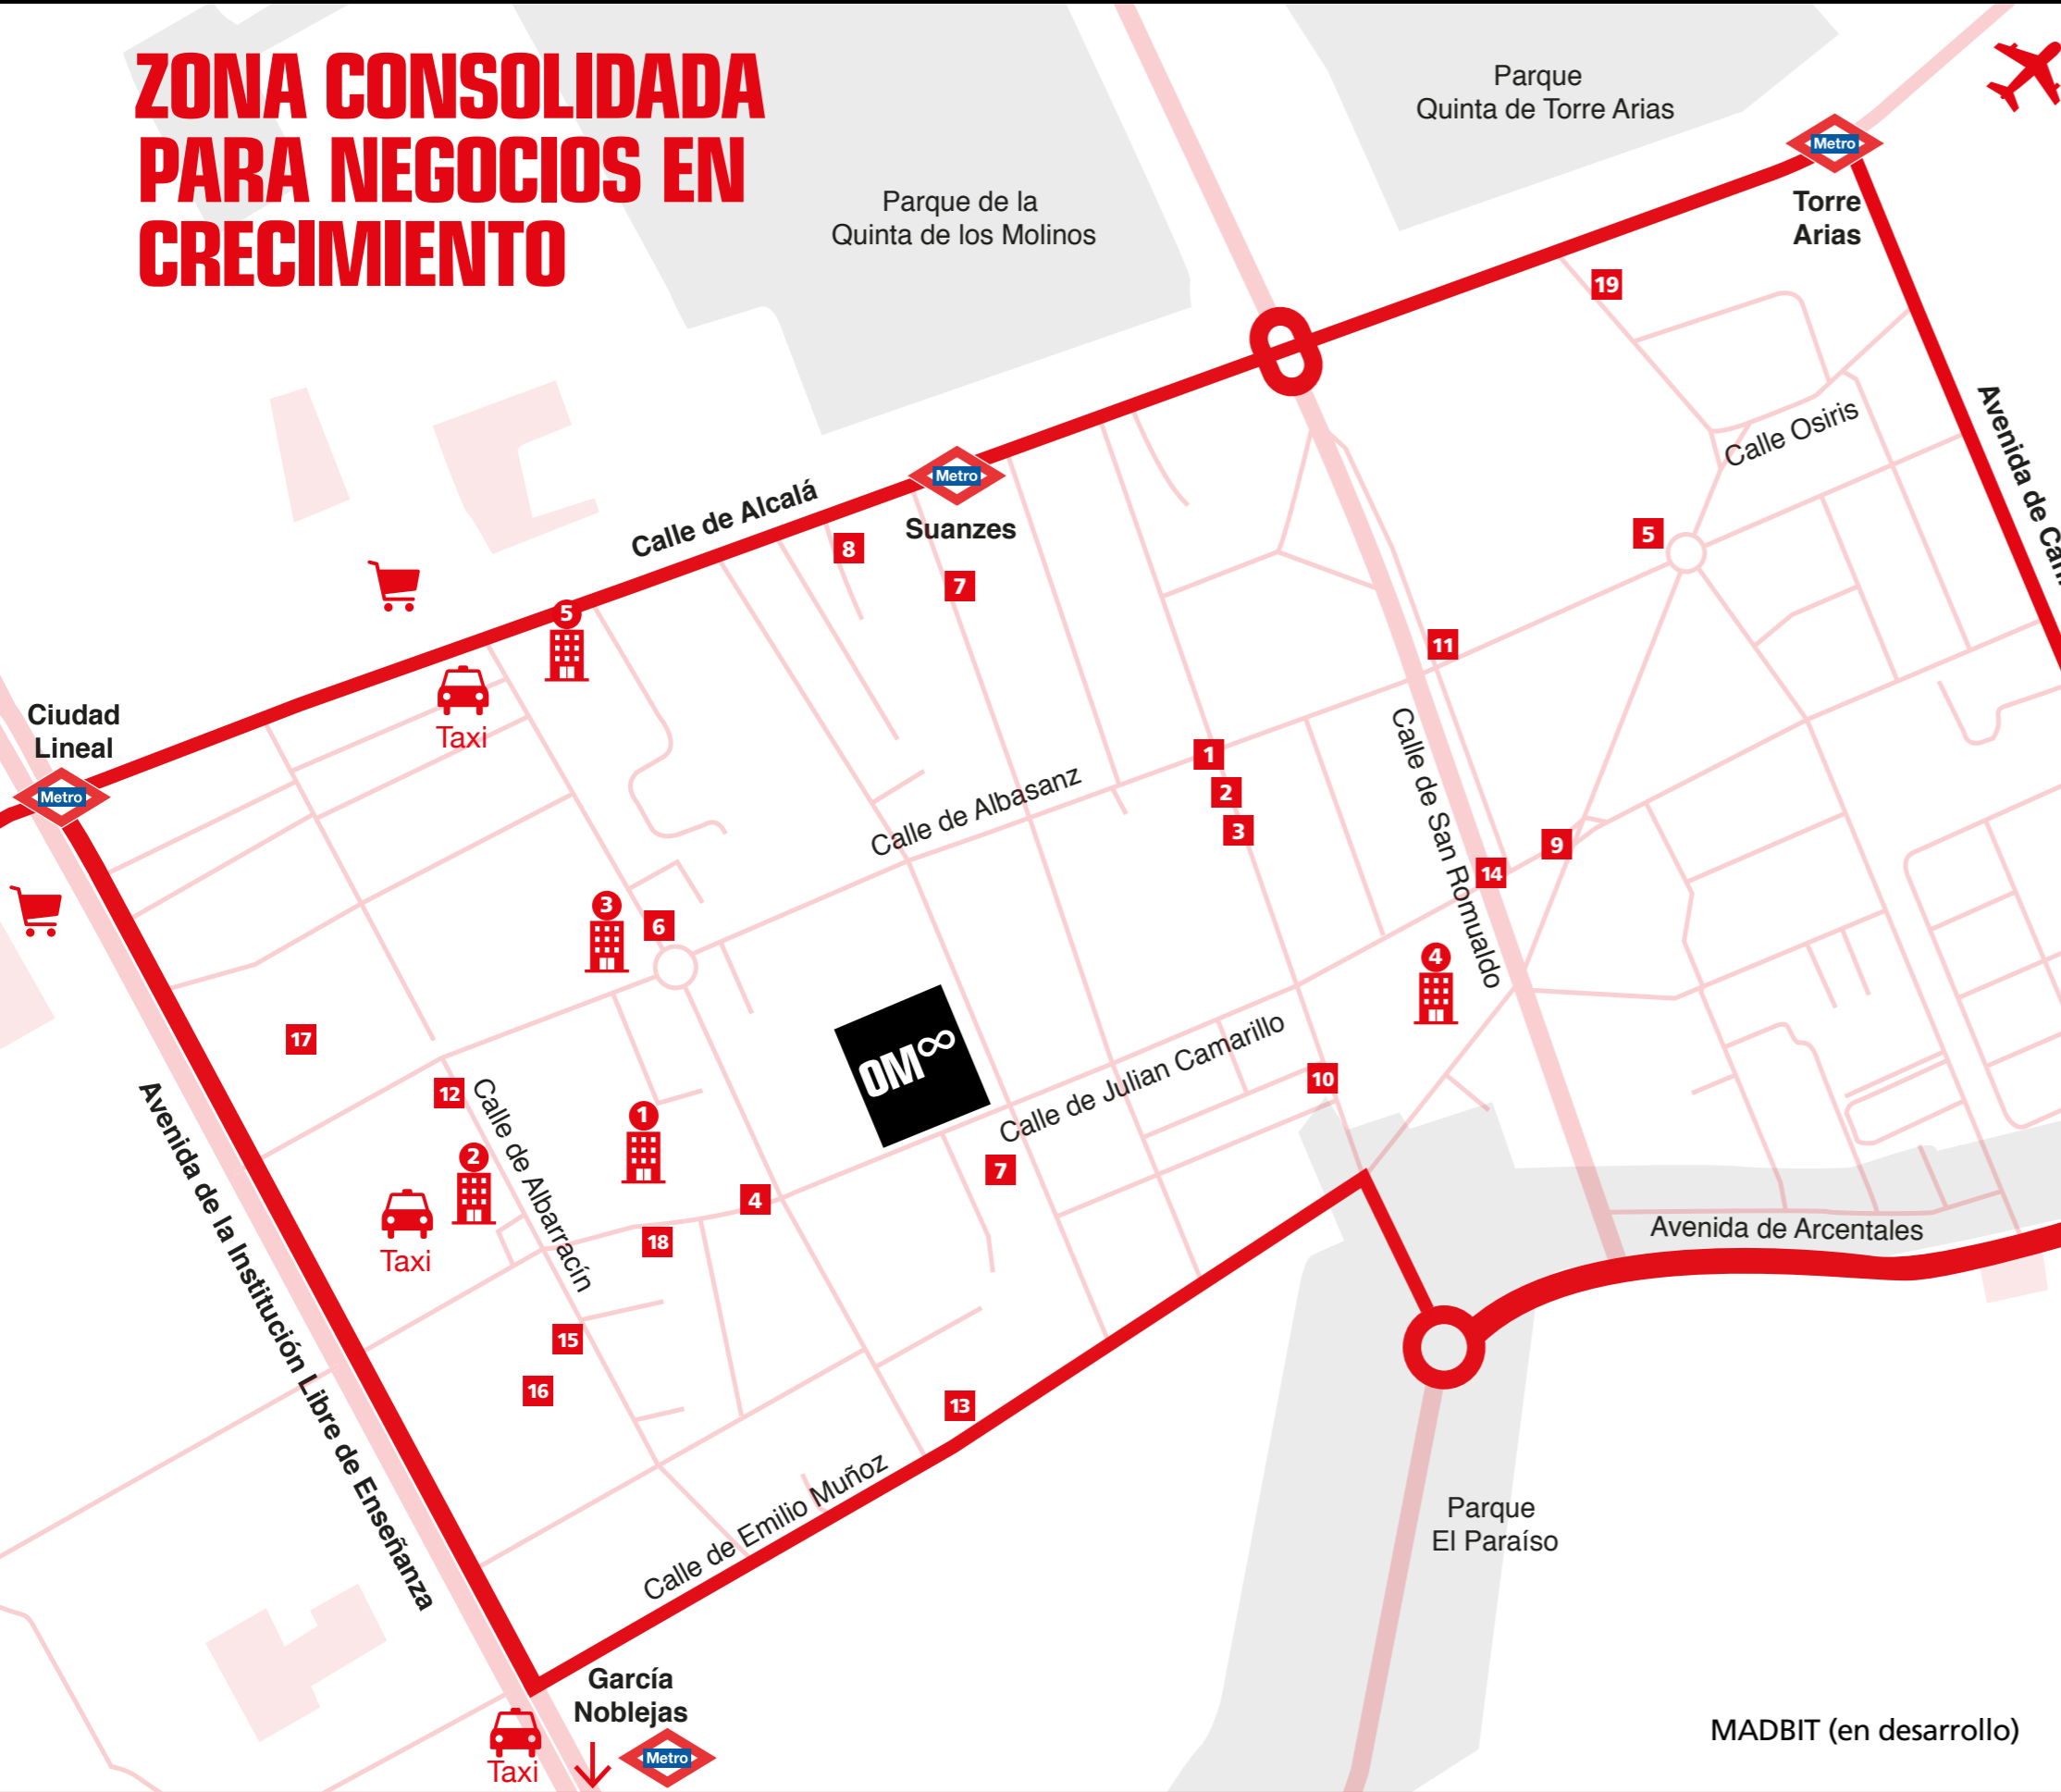 ZONA CONSOLIDADA
PARA NEGOCIOS EN
CRECIMIENTO
Parque
Quinta de Torre Arias
Metro
Torre
Arias
Parque de la
Quinta de los Molinos
19
Avenida de
Calle Osiris
Metro
Suanzes
Calle de Alcalá
8
7
5
5
Taxi
11
Ciudad
Lineal
Metro
1
2
3
Calle de Albasanz
Calle de San Romualdo
9
14
3
6
4
OM∞
17
12
Calle de Albarracín
1
2
Taxi
10
Calle de Julian Camarillo
7
4
18
Avenida de Arcentales
Avenida de la Institución Libre de Enseñanza
15
16
13
Calle de Emilio Muñoz
Parque
El Paraíso
García
Noblejas
Metro
Taxi
MADBIT (en desarrollo)